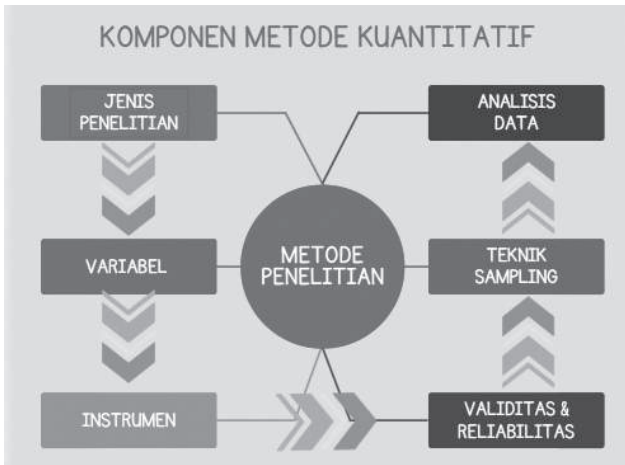 KOMPONEN METODE KUANTITATIF
JENIS
PENELITIAN
VARIABEL
INSTRUMEN
METODE
PENELITIAN
ANALISIS
DATA
TEKNIK
SAMPLING
VALIDITAS &
RELIABILITAS